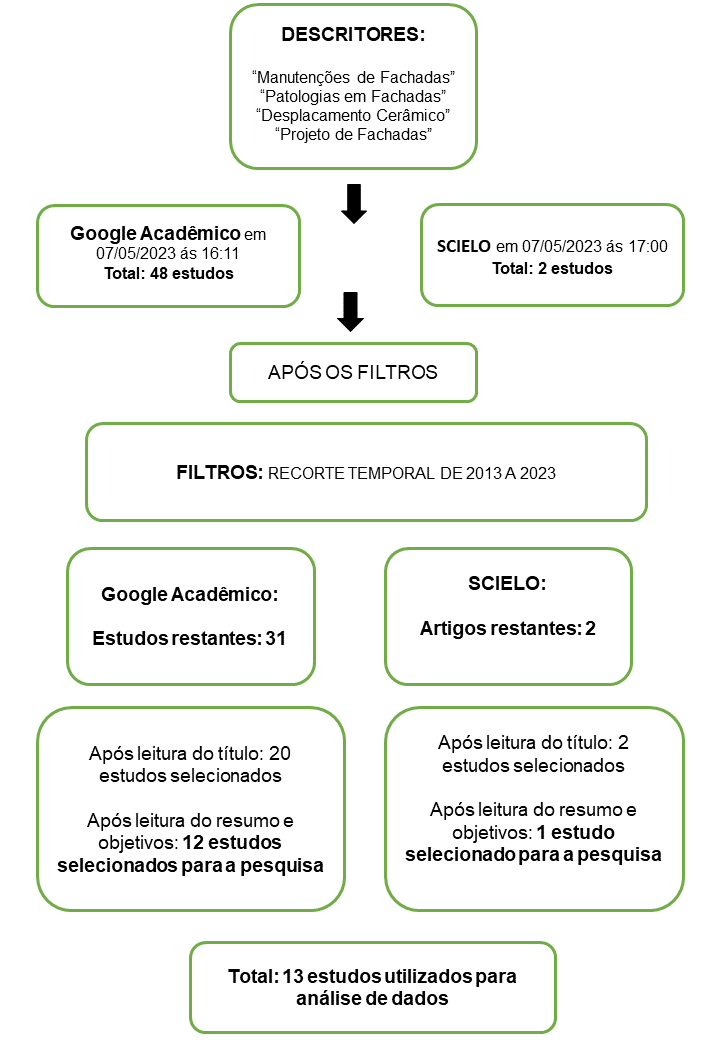 DESCRITORES:
“Manutenções de Fachadas”
“Patologias em Fachadas”
“Desplacamento Cerâmico”
“Projeto de Fachadas”
Google Acadêmico em
07/05/2023 ás 16:11
Total: 48 estudos
SCIELO em 07/05/2023 ás 17:00
Total: 2 estudos
APÓS OS FILTROS
FILTROS: RECORTE TEMPORAL DE 2013 A 2023
Google Acadêmico:
Estudos restantes: 31
SCIELO:
Artigos restantes: 2
Após leitura do título: 20
estudos selecionados
Após leitura do resumo e
objetivos: 12 estudos
selecionados para a pesquisa
Após leitura do título: 2
estudos selecionados
Após leitura do resumo e
objetivos: 1 estudo
selecionado para a pesquisa
Total: 13 estudos utilizados para
análise de dados